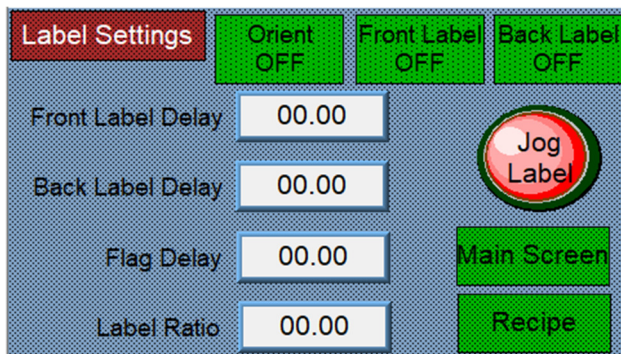 Label Settings
Orient
OFF
Front Label
OFF
Back Label
OFF
Front Label Delay
00.00
Jog
Label
Back Label Delay
00.00
Flag Delay
00.00
Main Screen
Label Ratio
00.00
Recipe